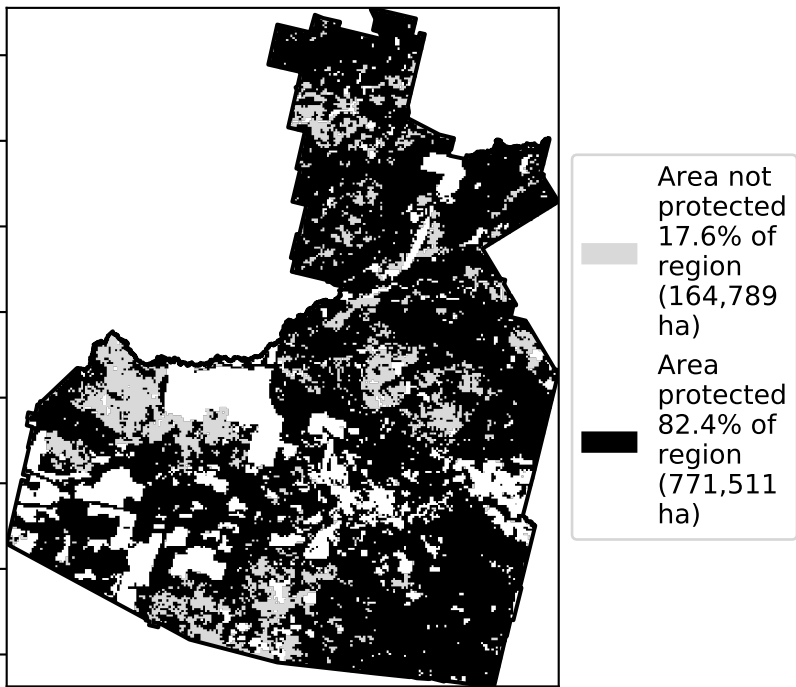 Area not
protected
17.6% of
region
(164,789
ha)
Area
protected
82.4% of
region
(771,511
ha)